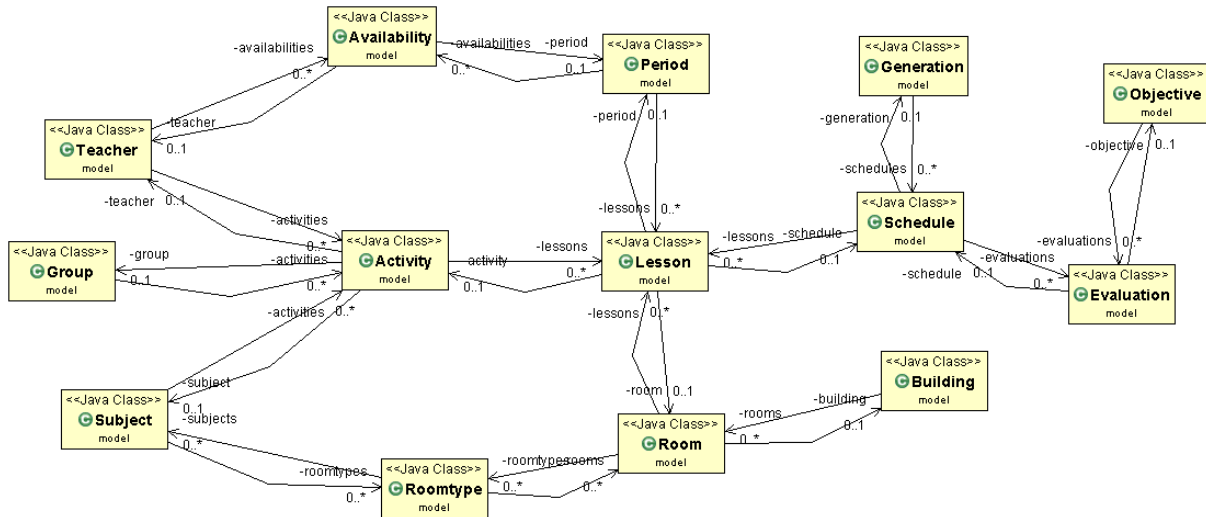 <<Java Class>>
Availability
model
-availabilities
0..*
-availabilities
0..*
-period
0..1
<<Java Class>>
Period
model
<<Java Class>>
Generation
model
<<Java Class>>
Objective
model
-teacher
0..1
<<Java Class>>
Teacher
model
-teacher
0..1
-period
0..1
-generation
0..1
-objective
0..1
-schedules
0..*
-activities
0..*
-lessons
0..*
<<Java Class>>
Schedule
model
-group
0..1
<<Java Class>>
Group
model
-activities
0..*
<<Java Class>>
Activity
model
-lessons
0..*
activity
0..1
<<Java Class>>
Lesson
model
-lessons
0..*
-schedule
0..1
-evaluations
0..*
-schedule
0..1
-evaluations
0..*
<<Java Class>>
Evaluation
model
-activities
0..*
-lessons
0..*
-subject
0..1
<<Java Class>>
Subject
model
-subjects
0..*
-room
0..1
<<Java Class>>
Building
model
-building
0..1
-rooms
0..*
<<Java Class>>
Room
model
-roomtypes
0..*
<<Java Class>>
Roomtype
model
-roomtype
0..*
rooms
0..*